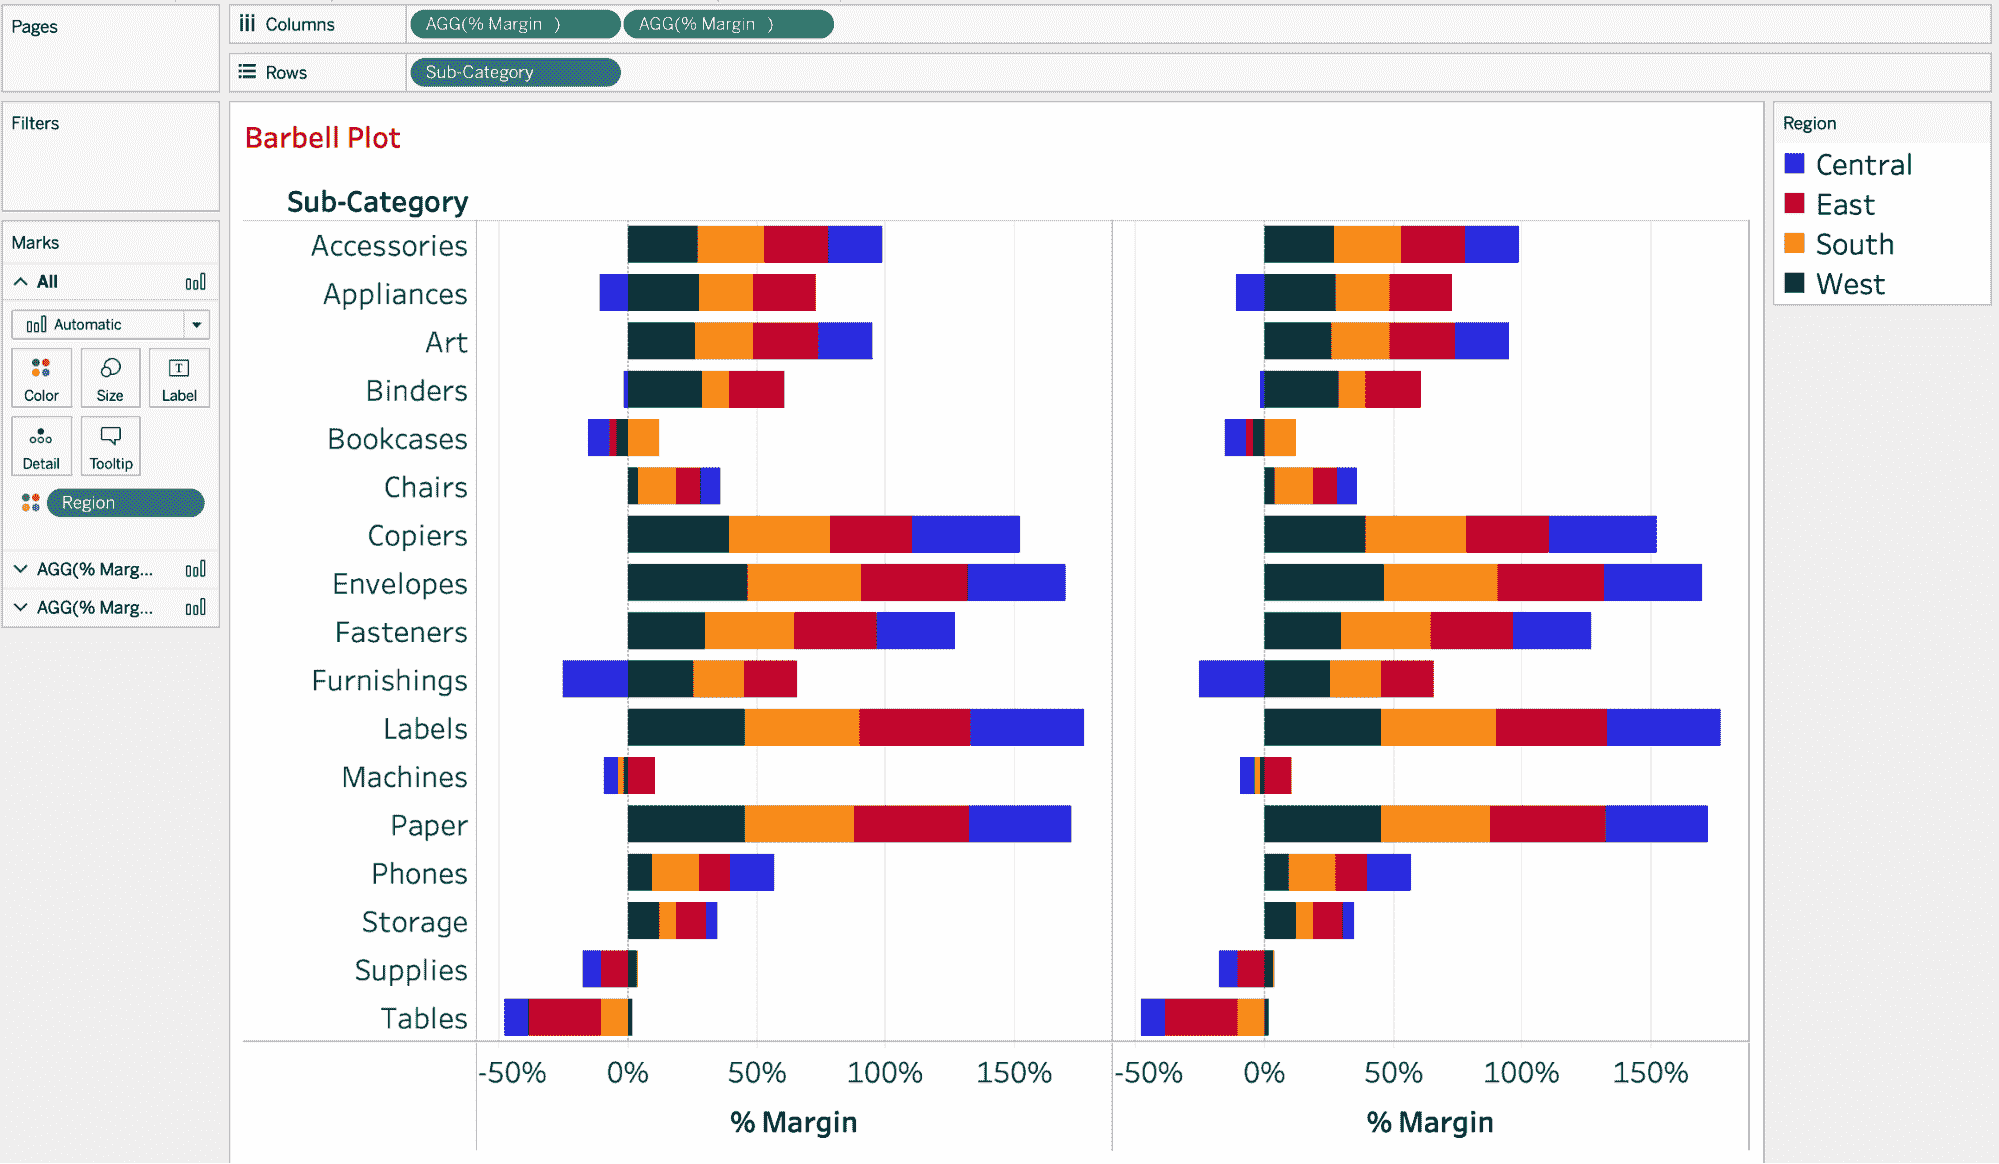 Pages
Columns
AGG(% Margin )
AGG(% Margin )
Rows
Sub-Category
Filters
Marks
All
Automatic
Color
Size
Label
Detail
Tooltip
Region
AGG(% Marg...
AGG(% Marg...
Barbell Plot
Sub-Category
Accessories
Appliances
Art
Binders
Bookcases
Chairs
Copiers
Envelopes
Fasteners
Furnishings
Labels
Machines
Paper
Phones
Storage
Supplies
Tables
-50% 0% 50% 100% 150%
% Margin
-50% 0% 50% 100% 150%
% Margin
Region
Central
East
South
West